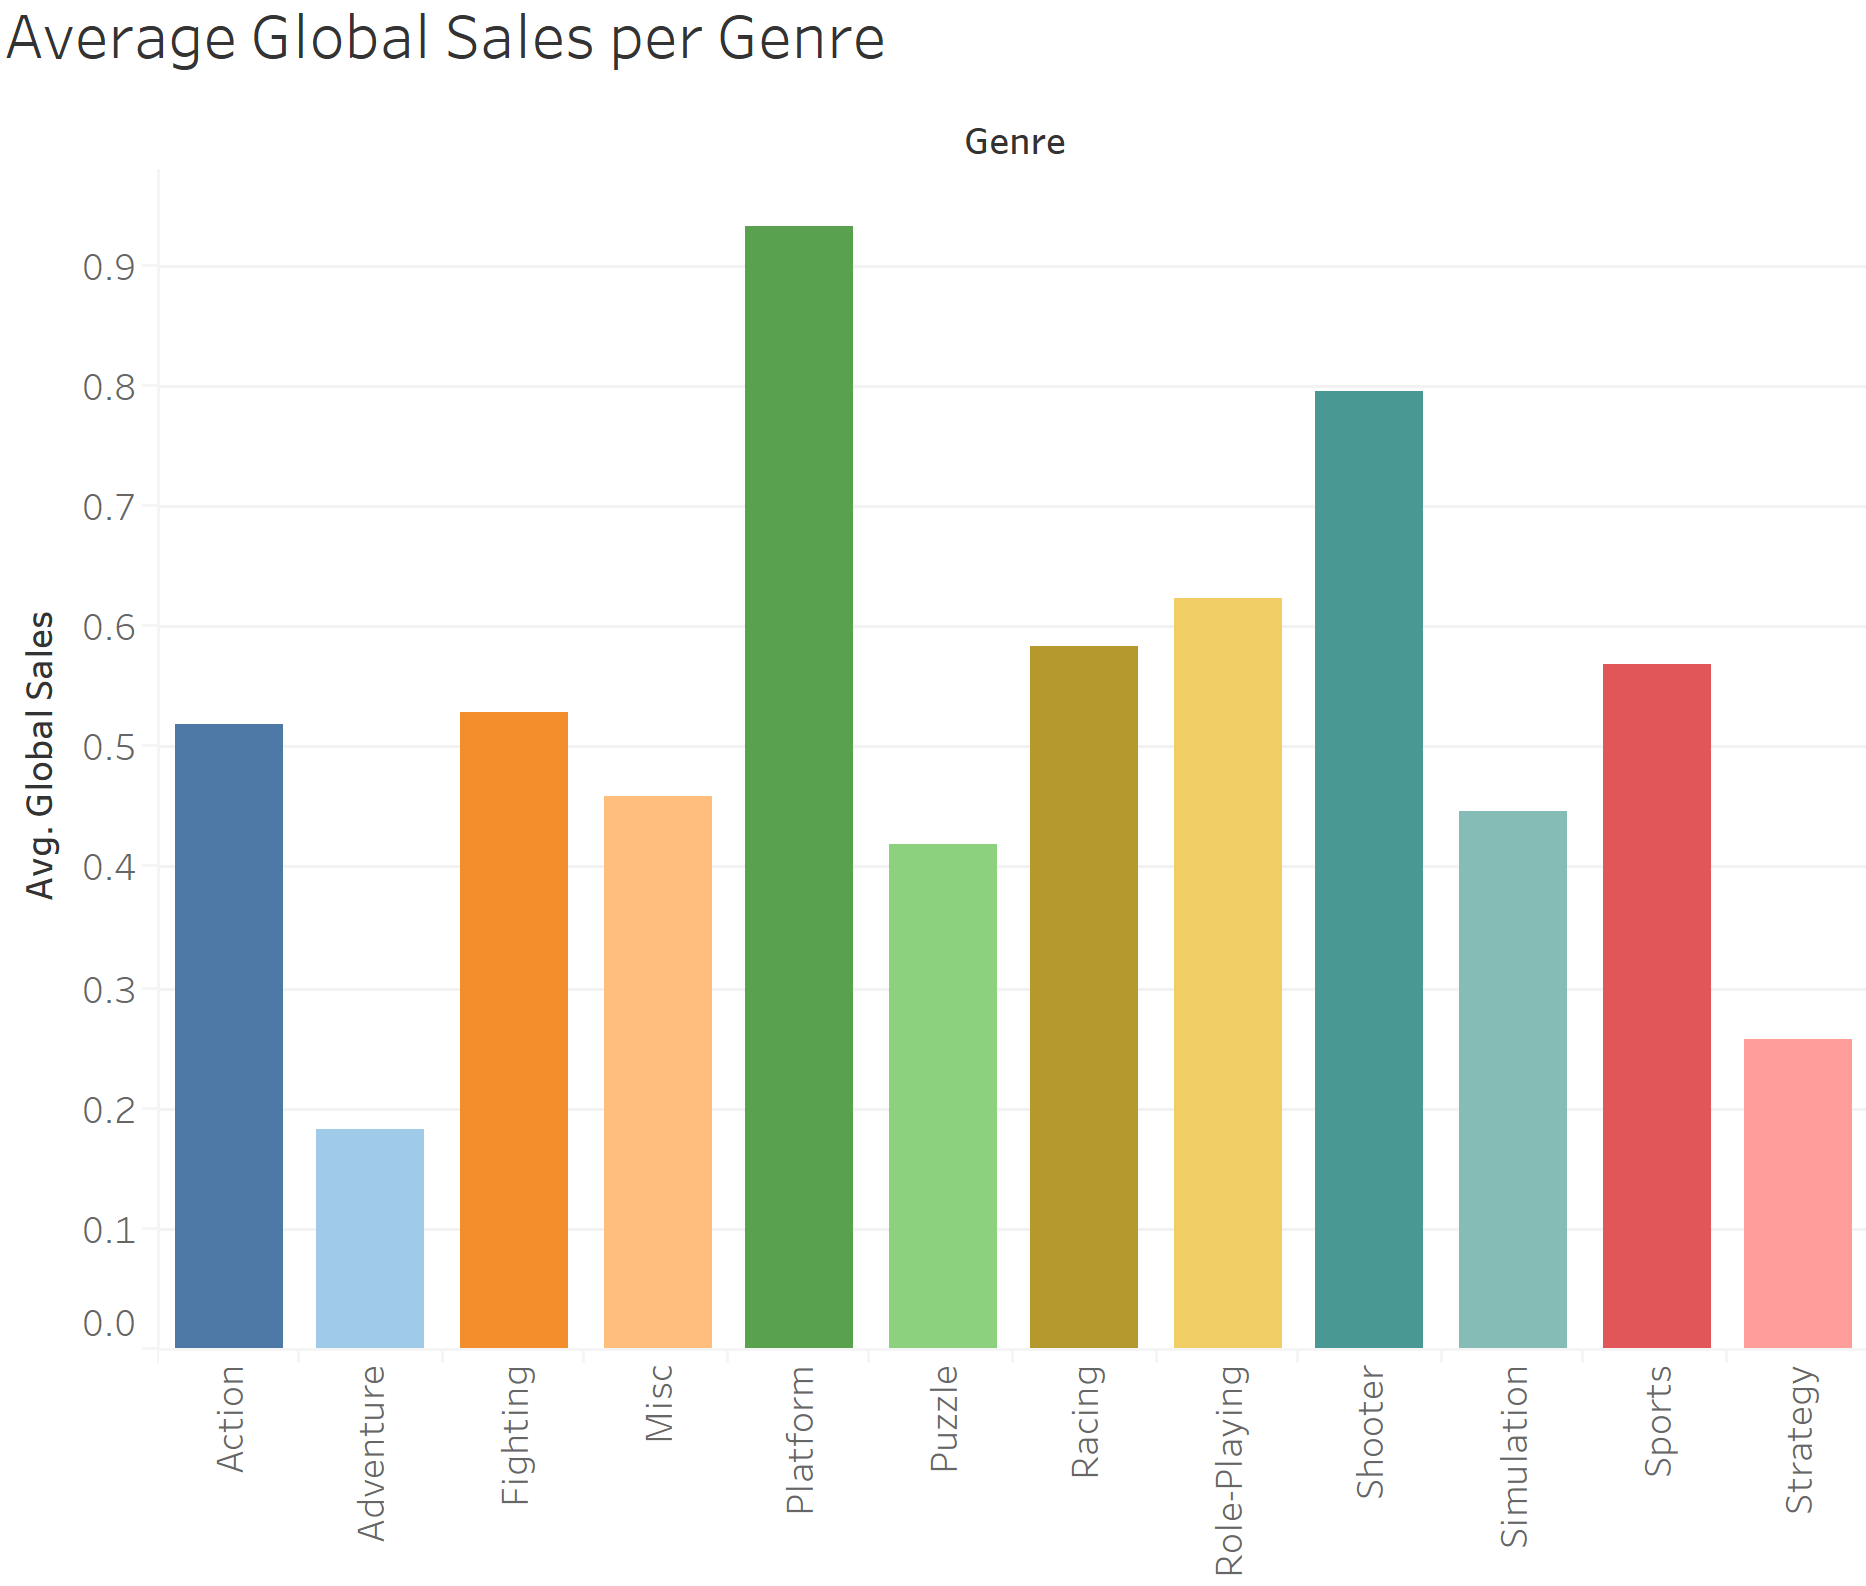 Average Global Sales per Genre
Genre
Avg. Global Sales
0.9
0.8
0.7
0.6
0.5
0.4
0.3
0.2
0.1
0.0
Action
Adventure
Fighting
Misc
Platform
Puzzle
Racing
Role-Playing
Shooter
Simulation
Sports
Strategy